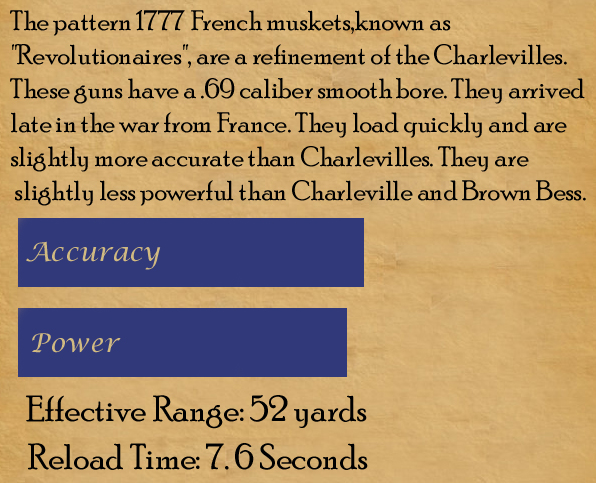 The pattern 1777 French muskets,known as
"Revolutionaires", are a refinement of the Charlevilles.
These guns have a .69 caliber smooth bore. They arrived
late in the war from France. They load quickly and are
slightly more accurate than Charlevilles. They are
slightly less powerful than Charleville and Brown Bess.
Accuracy
Power
Effective Range: 52 yards
Reload Time: 7.6 Seconds